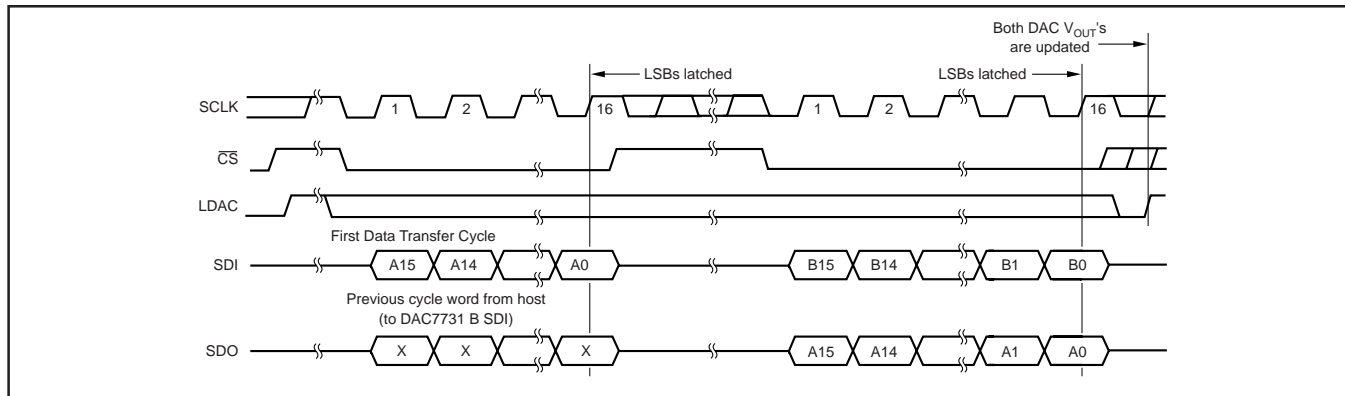 Both DAC VOUT's
are updated
LSBs latched
LSBs latched
SCLK
1
2
16
1
2
16
CS
LDAC
First Data Transfer Cycle
SDI
A15
A14
A0
B15
B14
B1
B0
Previous cycle word from host
(to DAC7731 B SDI)
SDO
X
X
X
A15
A14
A1
A0